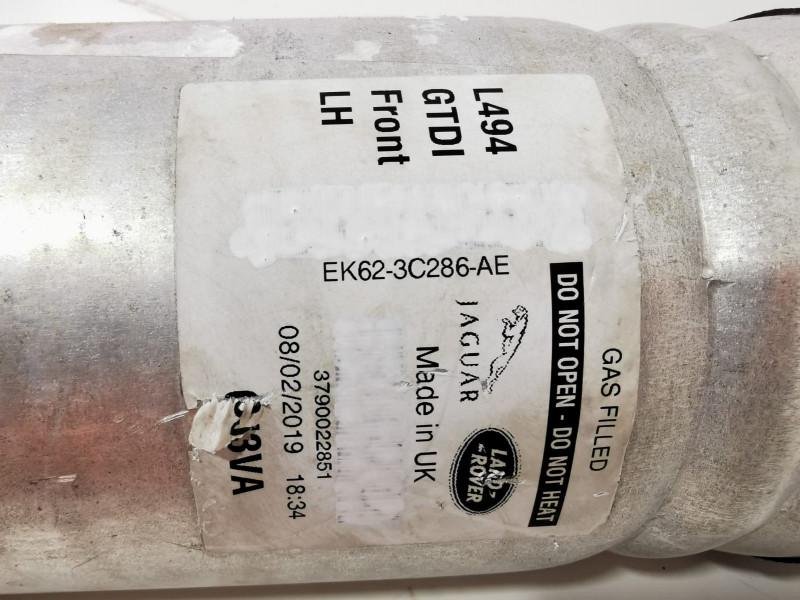 L494
GTDI
Front
LH
EK62-3C286-AE
GAS FILLED
DO NOT OPEN - DO NOT HEAT
JAGUAR
LAND-
ROVER
Made in UK
3790022851
08/02/2019 18:34